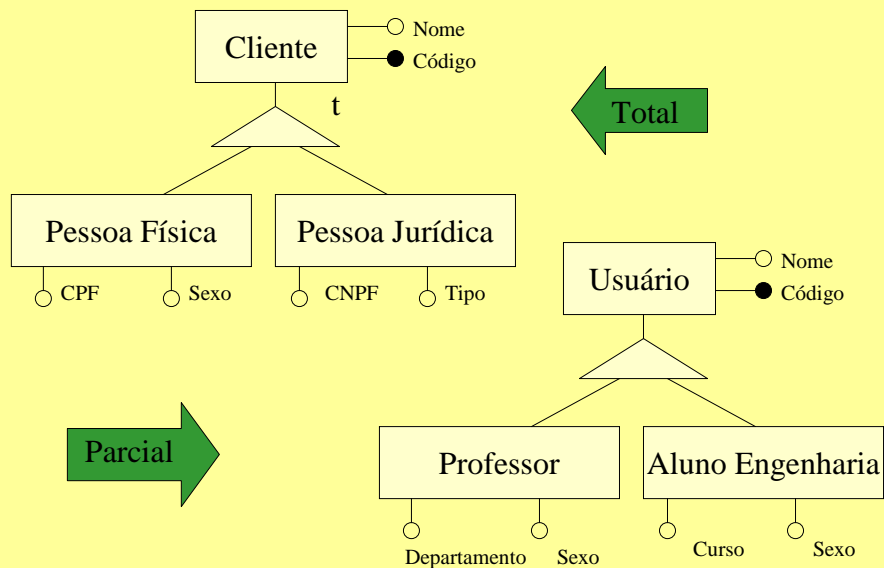 Cliente
Nome
Código
t
Total
Pessoa Física
Pessoa Jurídica
CPF
Sexo
CNPF
Tipo
Usuário
Nome
Código
Parcial
Professor
Aluno Engenharia
Departamento
Sexo
Curso
Sexo